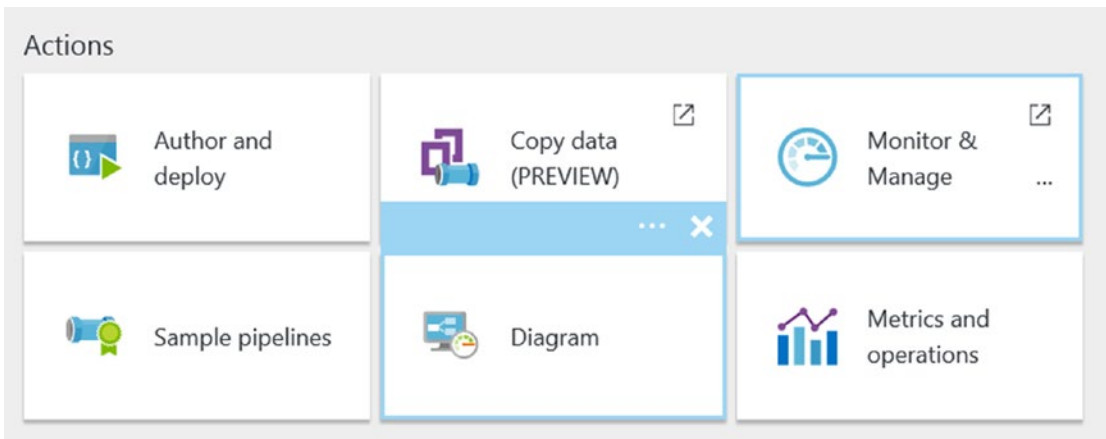 Actions
Author and
deploy
Copy data
(PREVIEW)
Monitor &
Manage
...
...
Sample pipelines
Diagram
Metrics and
operations